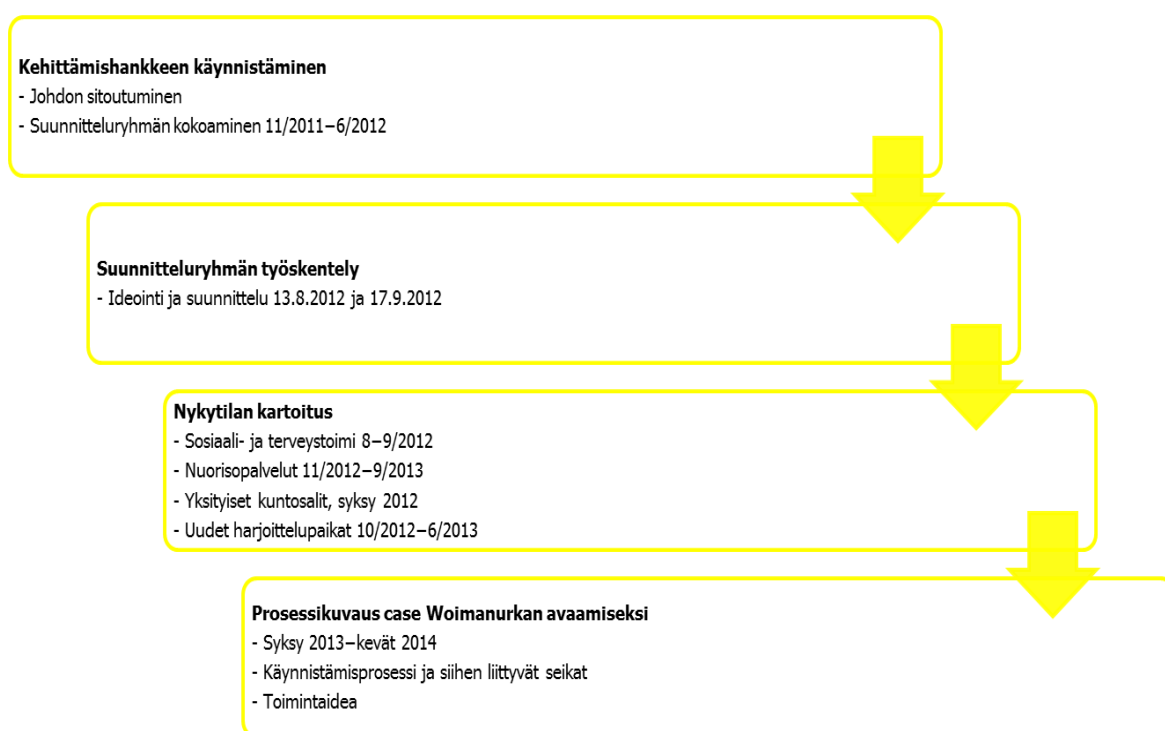 Kehittämishankkeen käynnistäminen
- Johdon sitoutuminen
- Suunnitteluryhmän kokoaminen 11/2011–6/2012
Suunnitteluryhmän työskentely
- Ideointi ja suunnittelu 13.8.2012 ja 17.9.2012
Nykytilan kartoitus
- Sosiaali- ja terveystoimi 8–9/2012
- Nuorisopalvelut 11/2012–9/2013
- Yksityiset kuntosalit, syksy 2012
- Uudet harjoittelupaikat 10/2012–6/2013
Prosessikuvaus case Woimanurkan avaamiseksi
- Syksy 2013–kevät 2014
- Käynnistämisprosessi ja siihen liittyvät seikat
- Toimintaidea